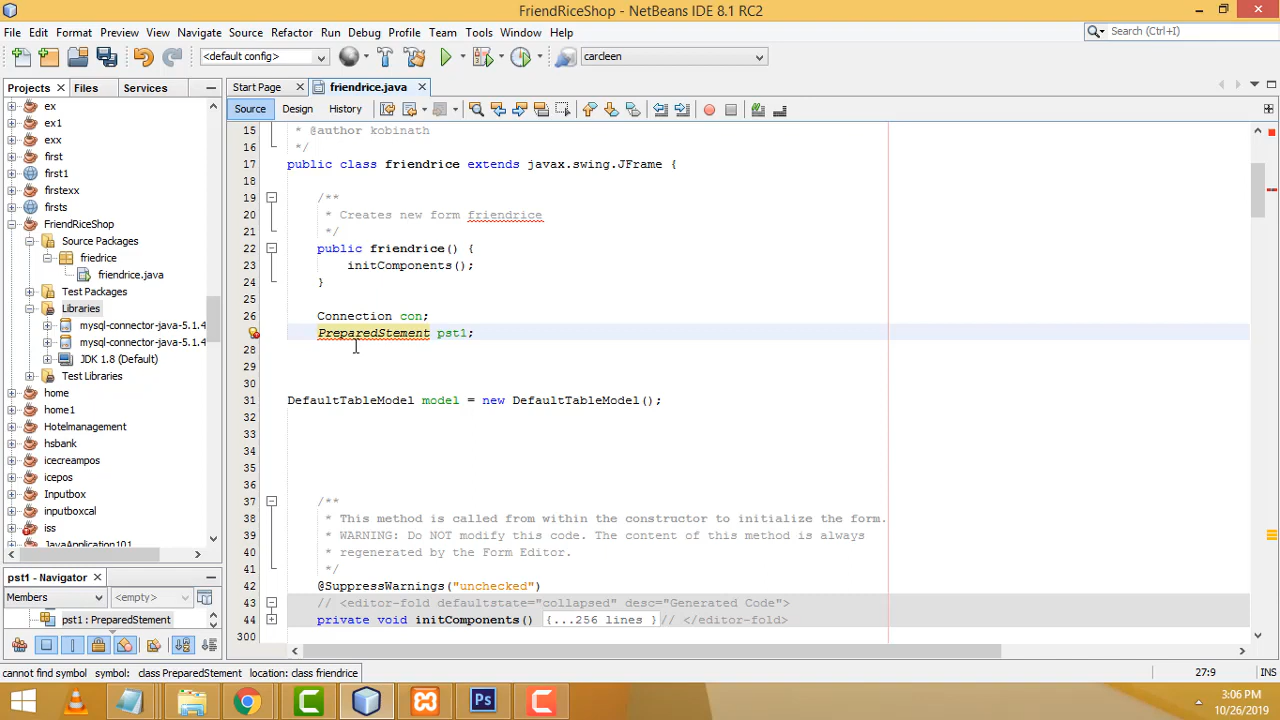 FriendRiceShop - NetBeans IDE 8.1 RC2
File Edit View Navigate Source Refactor Run Debug Profile Team Tools Window Help
Format Preview
<default config>
cardeen
Search (Ctrl+I)
Projects Files Services
Start Page friendrice.java
Source Design History
ex
ex1
exx
first
first1
firstexx
firsts
FriendRiceShop
Source Packages
friedrice
friendrice.java
Test Packages
Libraries
mysql-connector-java-5.1.4
mysql-connector-java-5.1.4
JDK 1.8 (Default)
Test Libraries
home
home1
Hotelmanagement
hsbank
icecreampos
icepos
Inputbox
inputboxcal
iss
JavaApplication101
pst1 - Navigator
Members <empty>
pst1 : PreparedStement
15 * @author kobinath
16 */
17 public class friendrice extends javax.swing.JFrame {
18
19 /**
20 * Creates new form friendrice
21 */
22 public friendrice() {
23 initComponents();
24 }
25
26 Connection con;
PreparedStement pst1;
28
29
30
31 DefaultTableModel model = new DefaultTableModel();
32
33
34
35
36
37 /**
38 * This method is called from within the constructor to initialize the form.
39 * WARNING: Do NOT modify this code. The content of this method is always
40 * regenerated by the Form Editor.
41 */
42 @SuppressWarnings("unchecked")
43 // <editor-fold defaultstate="collapsed" desc="Generated Code">
44 private void initComponents() {...256 lines }// </editor-fold>
300
cannot find symbol symbol: class PreparedStement location: class friendrice
27:9 INS
3:06 PM
10/26/2019